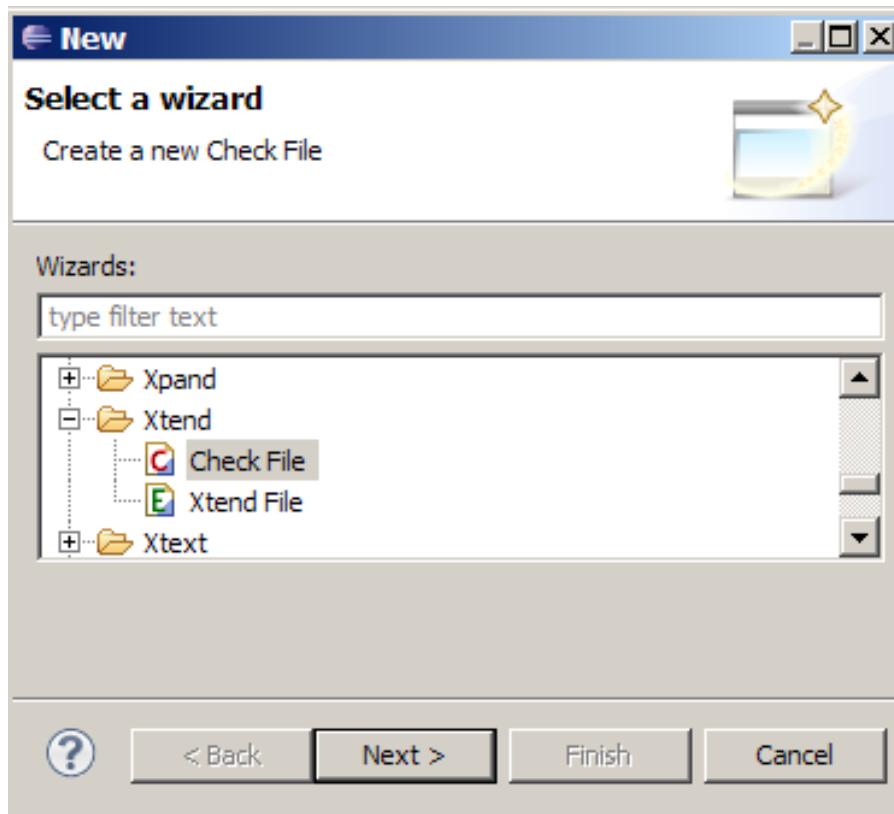 New
Select a wizard
Create a new Check File
Wizards:
type filter text
Xpand
Xtend
C Check File
E Xtend File
Xtext
? < Back Next > Finish Cancel